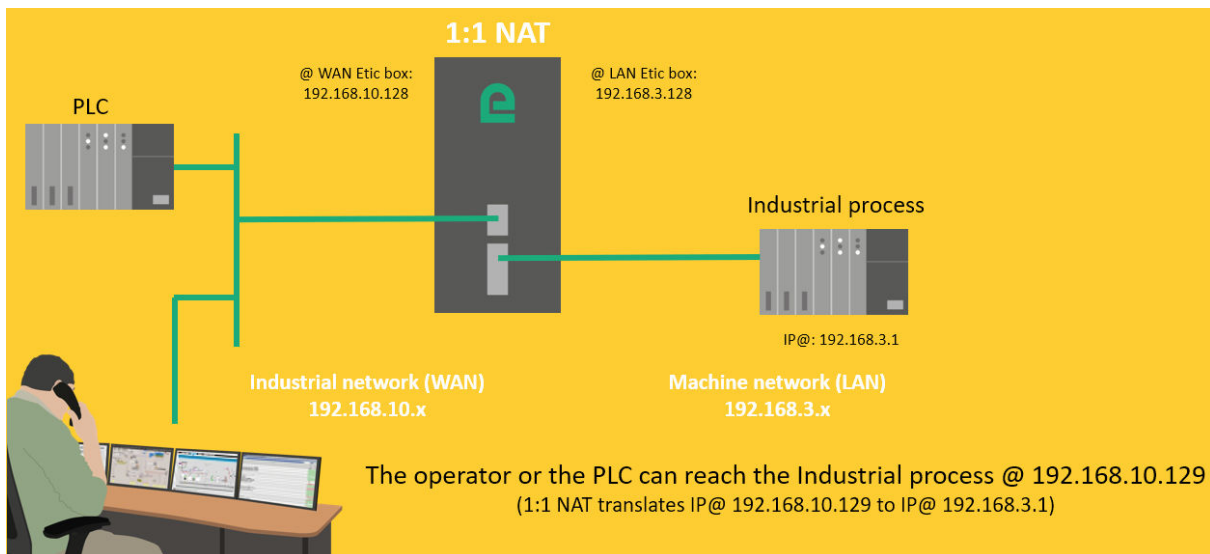 1:1 NAT
@ WAN Etic box:
192.168.10.128
@ LAN Etic box:
192.168.3.128
PLC
Industrial process
IP@: 192.168.3.1
Industrial network (WAN)
192.168.10.x
Machine network (LAN)
192.168.3.x
The operator or the PLC can reach the Industrial process @ 192.168.10.129
(1:1 NAT translates IP@ 192.168.10.129 to IP@ 192.168.3.1)